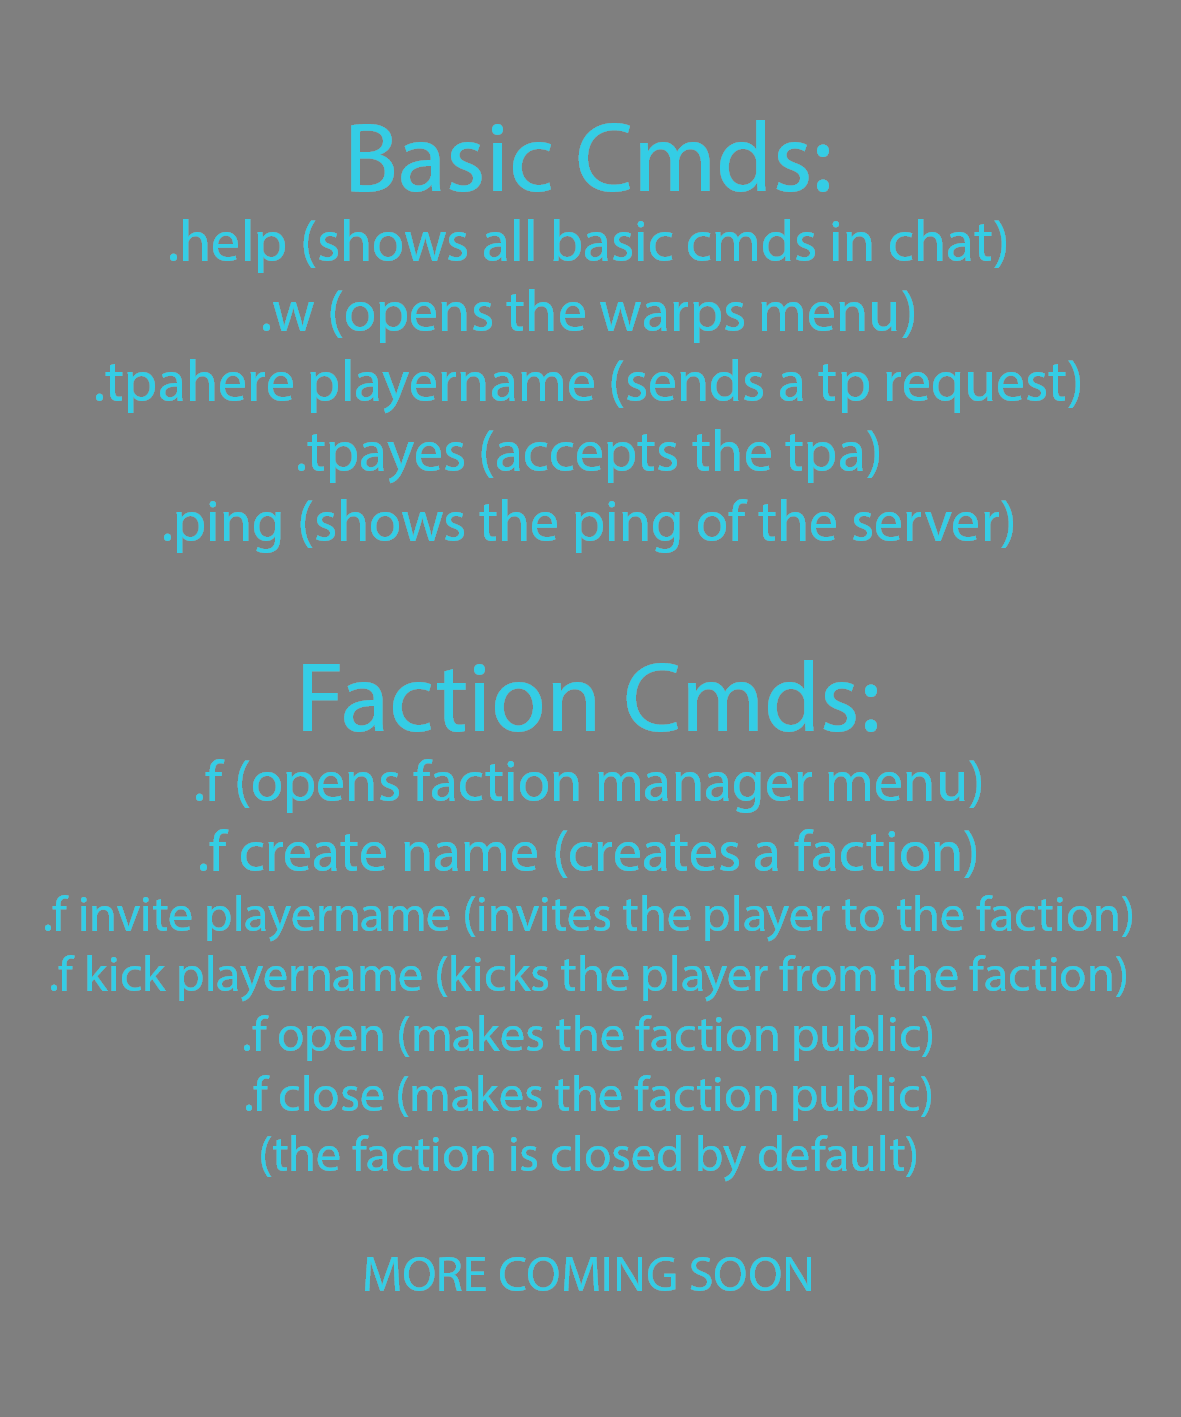 Basic Cmds:
.help (shows all basic cmds in chat)
.w (opens the warps menu)
.tpahere playername (sends a tp request)
.tpayes (accepts the tpa)
.ping (shows the ping of the server)
Faction Cmds:
.f (opens faction manager menu)
.f create name (creates a faction)
.f invite playername (invites the player to the faction)
.f kick playername (kicks the player from the faction)
.f open (makes the faction public)
.f close (makes the faction public)
(the faction is closed by default)
MORE COMING SOON